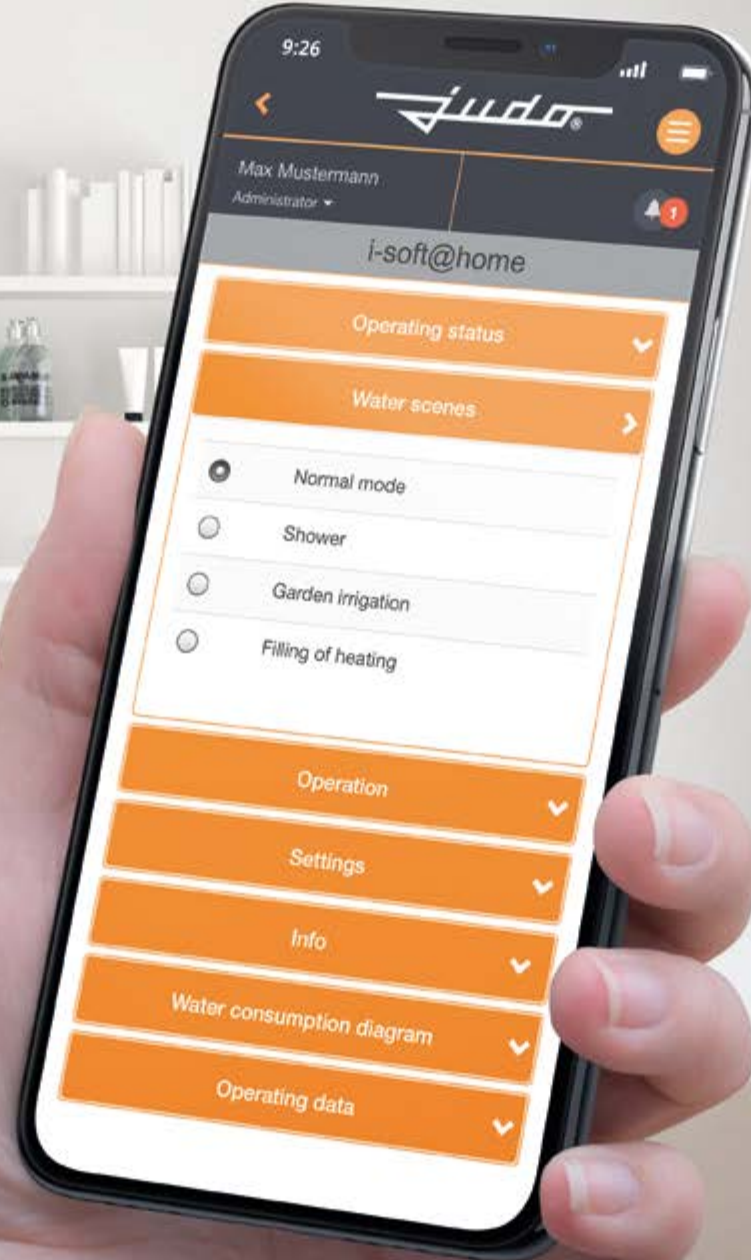 9:26
judo®
Max Mustermann
Administrator
1
i-soft@home
Operating status
Water scenes
Normal mode
Shower
Garden irrigation
Filling of heating
Operation
Settings
Info
Water consumption diagram
Operating data